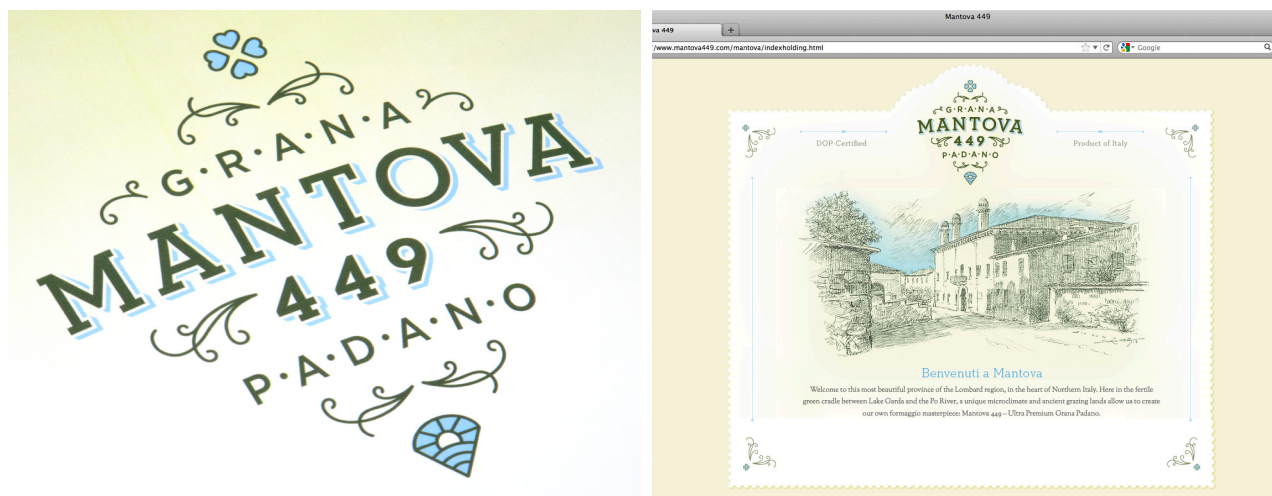 G·R·A·N·A
MANTOVA
449
P·A·D·A·N·O
Mantova 449
va 449
+
//www.mantova449.com/mantova/indexholding.html
Google
G·R·A·N·A
MANTOVA
449
P·A·D·A·N·O
DOP-Certified
Product of Italy
Benvenuti a Mantova
Welcome to this most beautiful province of the Lombard region, in the heart of Northern Italy. Here in the fertile
green cradle between Lake Garda and the Po River, a unique microclimate and ancient grazing lands allow us to create
our own formaggio masterpiece: Mantova 449 – Ultra Premium Grana Padano.